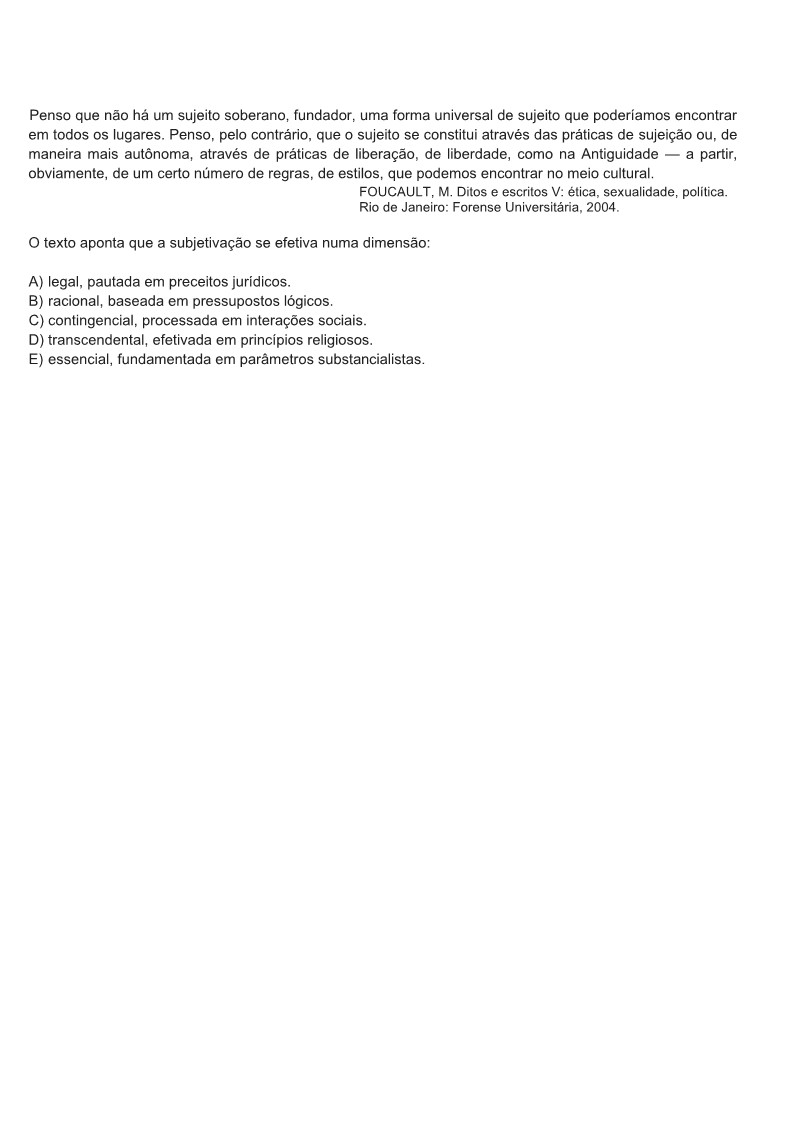 Penso que não há um sujeito soberano, fundador, uma forma universal de sujeito que poderíamos encontrar
em todos os lugares. Penso, pelo contrário, que o sujeito se constitui através das práticas de sujeição ou, de
maneira mais autônoma, através de práticas de liberação, de liberdade, como na Antiguidade — a partir,
obviamente, de um certo número de regras, de estilos, que podemos encontrar no meio cultural.
FOUCAULT, M. Ditos e escritos V: ética, sexualidade, política.
Rio de Janeiro: Forense Universitária, 2004.
O texto aponta que a subjetivação se efetiva numa dimensão:
A) legal, pautada em preceitos jurídicos.
B) racional, baseada em pressupostos lógicos.
C) contingencial, processada em interações sociais.
D) transcendental, efetivada em princípios religiosos.
E) essencial, fundamentada em parâmetros substancialistas.